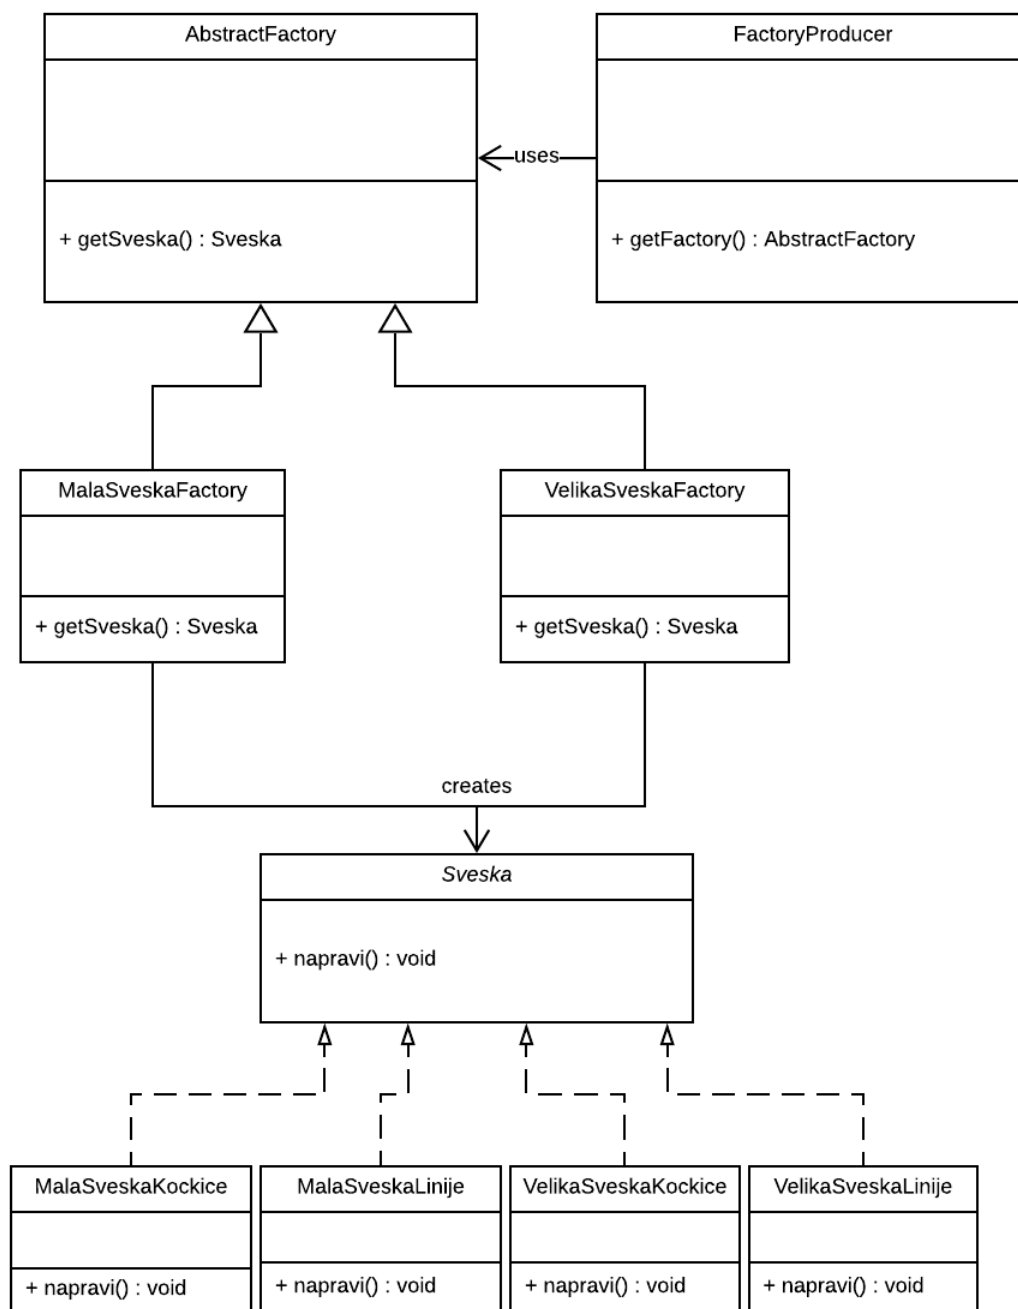 AbstractFactory
+ getSveska() : Sveska
FactoryProducer
+ getFactory() : AbstractFactory
uses
MalaSveskaFactory
+ getSveska() : Sveska
VelikaSveskaFactory
+ getSveska() : Sveska
creates
Sveska
+ napravi() : void
MalaSveskaKockice
+ napravi() : void
MalaSveskaLinije
+ napravi() : void
VelikaSveskaKockice
+ napravi() : void
VelikaSveskaLinije
+ napravi() : void